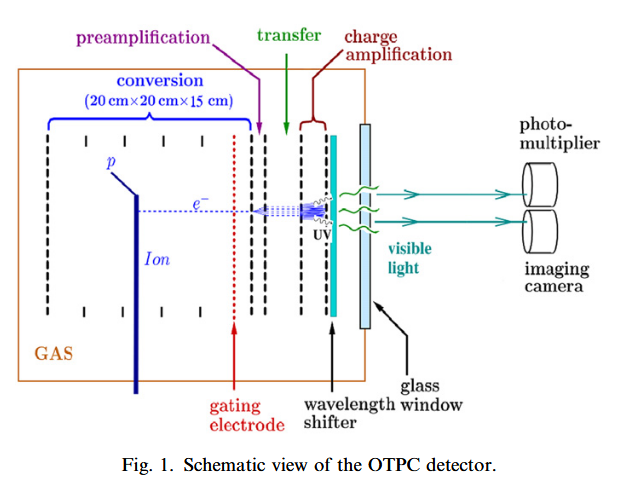 preamplification
transfer
charge
amplification
conversion
(20 cm×20 cm×15 cm)
photo-
multiplier
p
e−
UV
Ion
visible
light
imaging
camera
GAS
glass
window
gating
electrode
wavelength
shifter
Fig. 1. Schematic view of the OTPC detector.